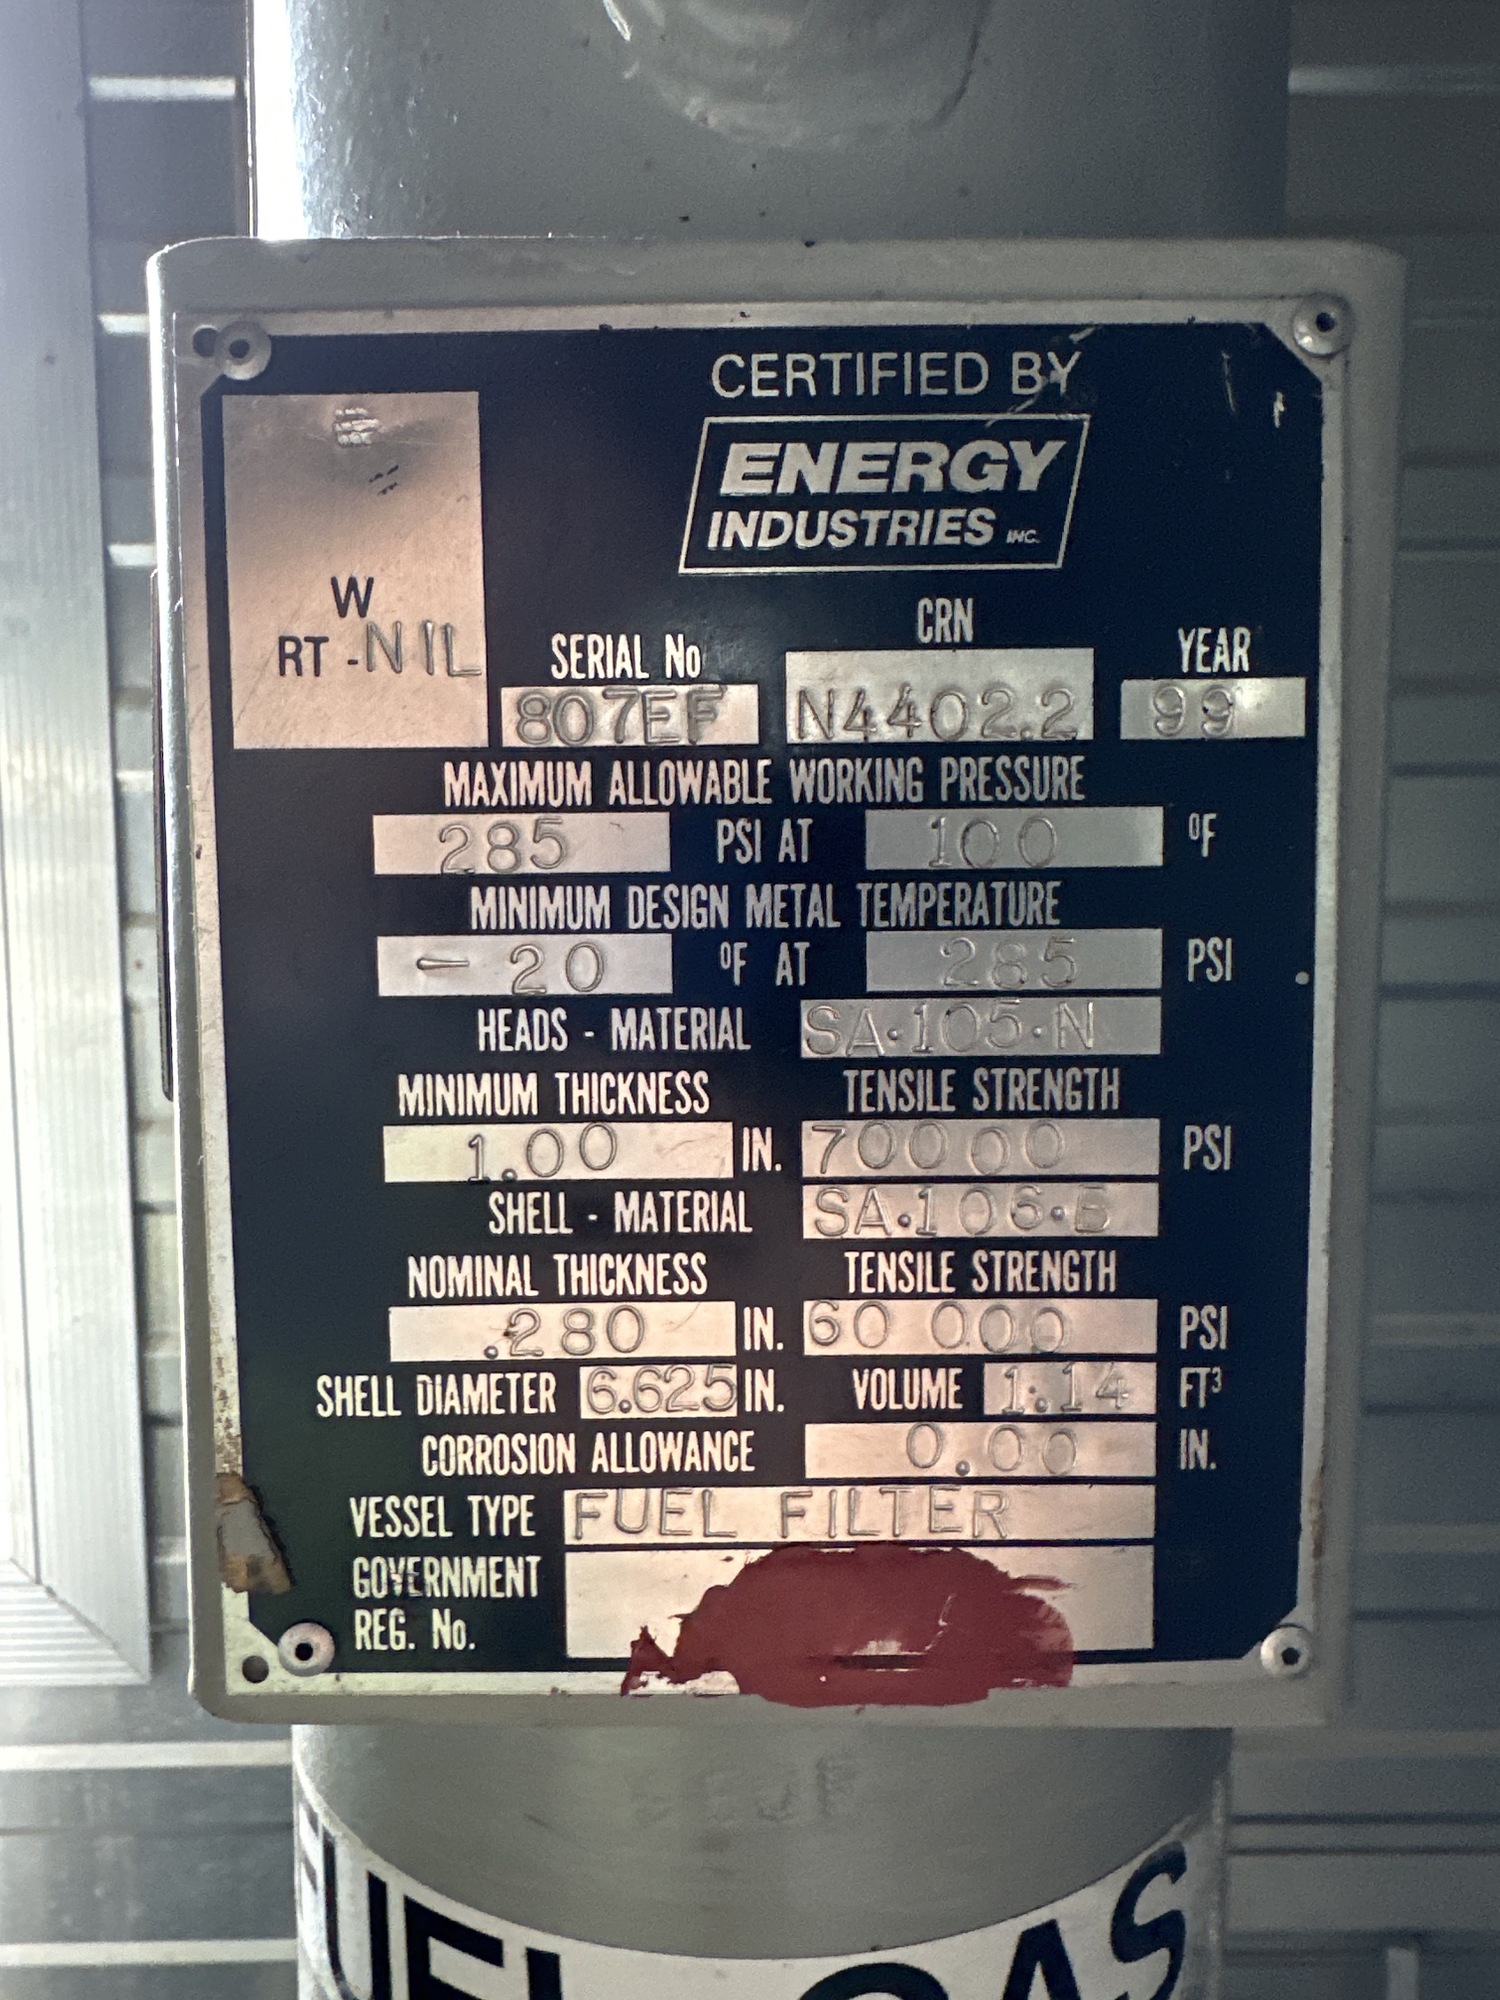 CERTIFIED BY
ENERGY
INDUSTRIES INC.
W
RT - NIL
SERIAL No CRN YEAR
807EF N4402.2 99
MAXIMUM ALLOWABLE WORKING PRESSURE
285 PSI AT 100 °F
MINIMUM DESIGN METAL TEMPERATURE
- 20 °F AT 285 PSI
HEADS - MATERIAL SA·105·N
MINIMUM THICKNESS TENSILE STRENGTH
1.00 IN. 70000 PSI
SHELL - MATERIAL SA·106·B
NOMINAL THICKNESS TENSILE STRENGTH
.280 IN. 60 000 PSI
SHELL DIAMETER 6.625 IN. VOLUME 1.14 FT³
CORROSION ALLOWANCE 0.00 IN.
VESSEL TYPE FUEL FILTER
GOVERNMENT
REG. No.
FUEL GAS